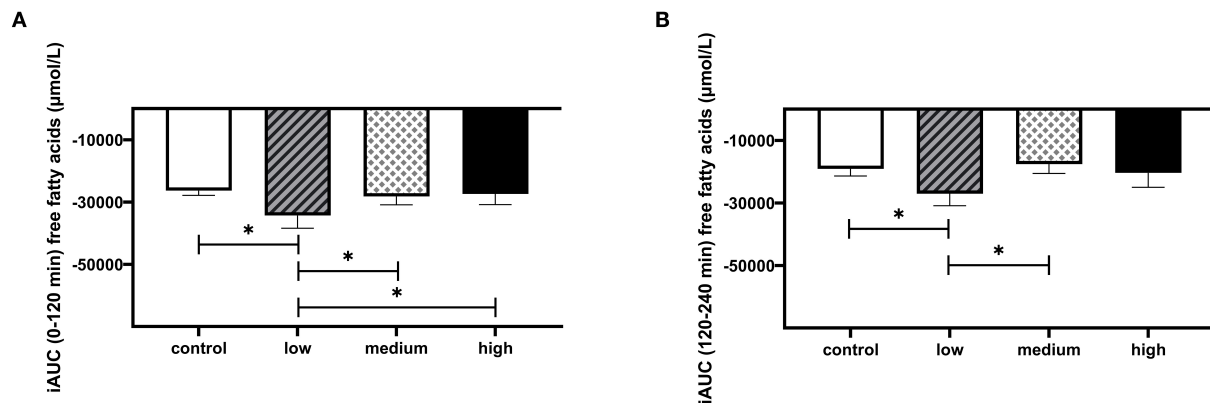 A
iAUC (0-120 min) free fatty acids (µmol/L)
-10000
-30000
-50000
*
*
*
control low medium high
B
iAUC (120-240 min) free fatty acids (µmol/L)
-10000
-30000
-50000
*
*
control low medium high